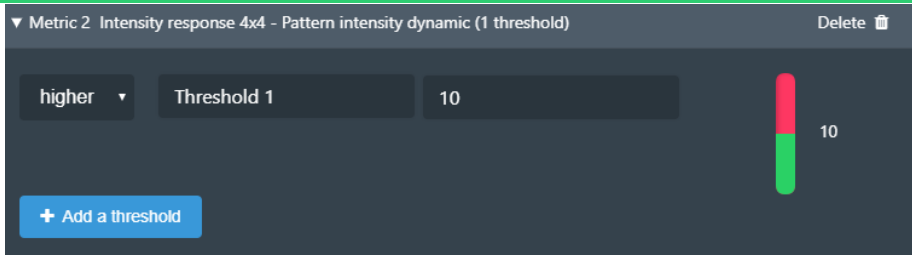 ▼ Metric 2 Intensity response 4x4 - Pattern intensity dynamic (1 threshold) Delete
higher ▾ Threshold 1 10
10
+ Add a threshold